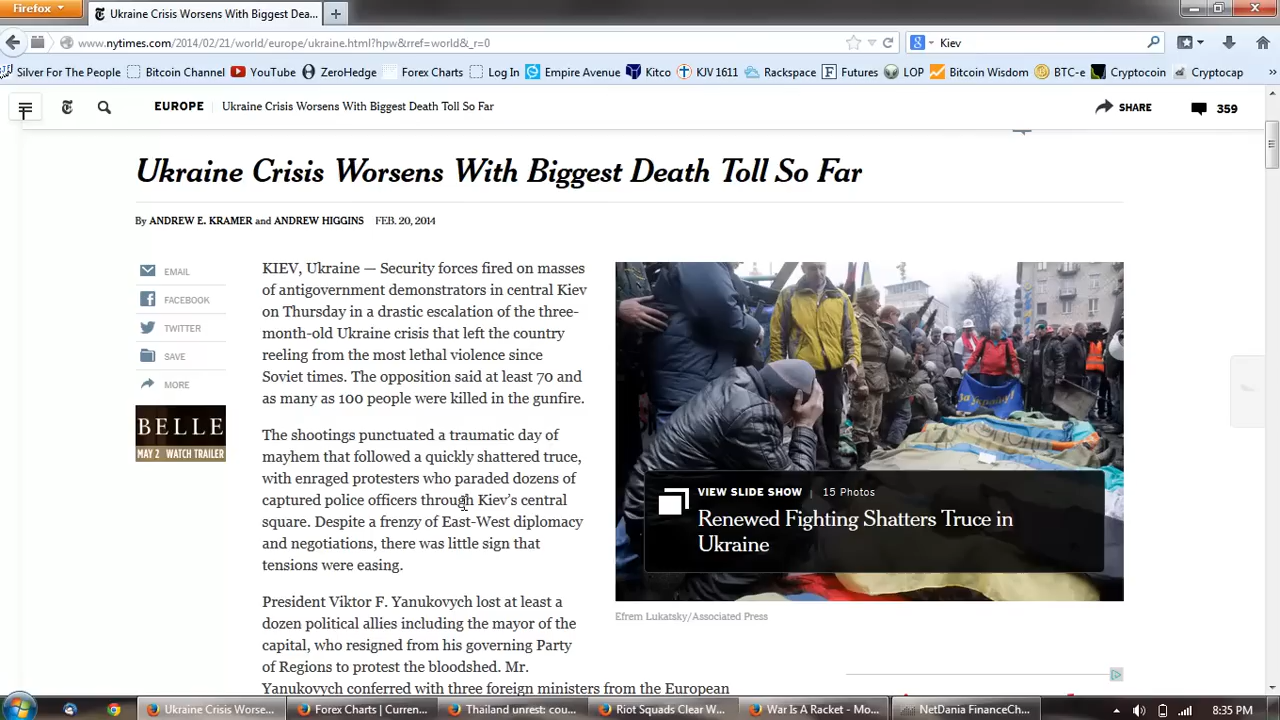 Firefox
Ukraine Crisis Worsens With Biggest Dea...
www.nytimes.com/2014/02/21/world/europe/ukraine.html?hpw&rref=world&_r=0
Kiev
Silver For The People Bitcoin Channel YouTube ZeroHedge Forex Charts Log In Empire Avenue Kitco KJV 1611 Rackspace Futures LOP Bitcoin Wisdom BTC-e Cryptocoin Cryptocap »
EUROPE Ukraine Crisis Worsens With Biggest Death Toll So Far SHARE 359
Ukraine Crisis Worsens With Biggest Death Toll So Far
By ANDREW E. KRAMER and ANDREW HIGGINS FEB. 20, 2014
EMAIL
FACEBOOK
TWITTER
SAVE
MORE
BELLE
MAY 2 WATCH TRAILER
KIEV, Ukraine — Security forces fired on masses
of antigovernment demonstrators in central Kiev
on Thursday in a drastic escalation of the three-
month-old Ukraine crisis that left the country
reeling from the most lethal violence since
Soviet times. The opposition said at least 70 and
as many as 100 people were killed in the gunfire.
The shootings punctuated a traumatic day of
mayhem that followed a quickly shattered truce,
with enraged protesters who paraded dozens of
captured police officers through Kiev's central
square. Despite a frenzy of East-West diplomacy
and negotiations, there was little sign that
tensions were easing.
President Viktor F. Yanukovych lost at least a
dozen political allies including the mayor of the
capital, who resigned from his governing Party
of Regions to protest the bloodshed. Mr.
Yanukovych conferred with three foreign ministers from the European
VIEW SLIDE SHOW | 15 Photos
Renewed Fighting Shatters Truce in
Ukraine
Efrem Lukatsky/Associated Press
Ukraine Crisis Worse...
Forex Charts | Curren...
Thailand unrest: cou...
Riot Squads Clear W...
War Is A Racket - Mo...
NetDania FinanceCh...
8:35 PM